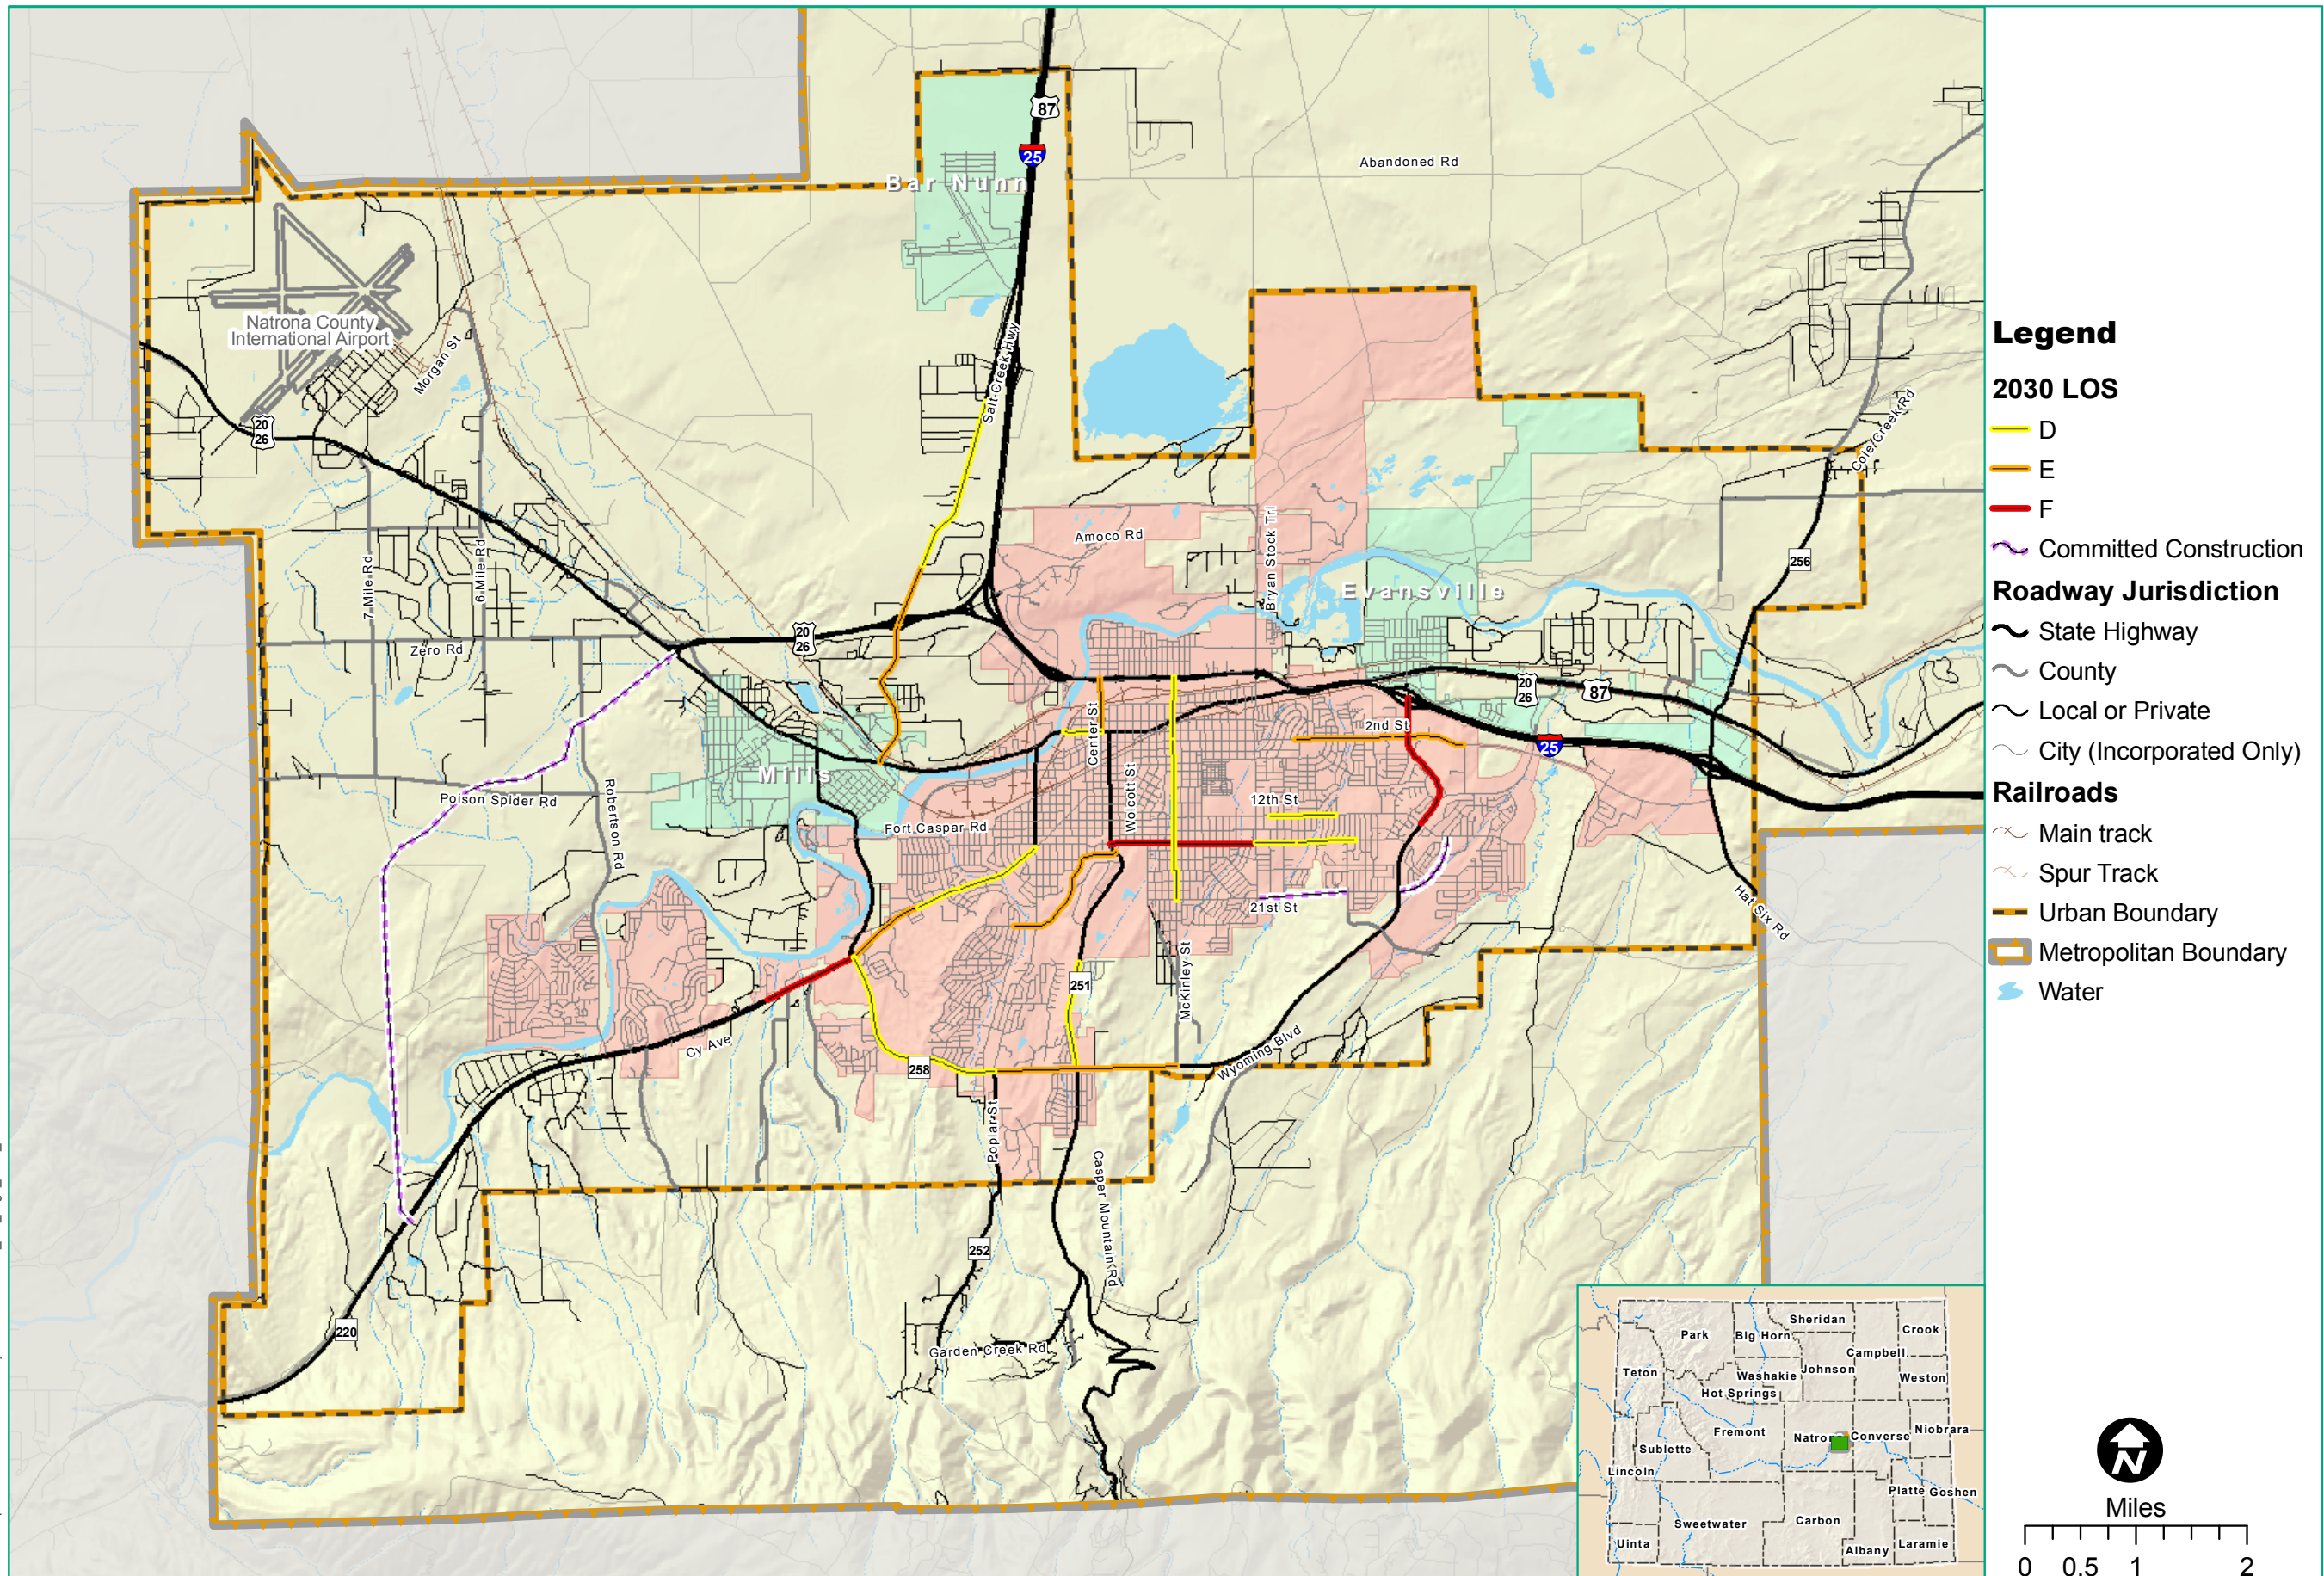 87
25
Abandoned Rd
Bar Nunn
Natrona County
International Airport
Morgan St
Salt Creek Hwy
20
26
Cole Creek Rd
Amoco Rd
Bryan Stock Trl
7 Mile Rd
6 Mile Rd
256
Evansville
Zero Rd
20
26
20
26
87
Center St
2nd St
25
Mills
Wolcott St
Poison Spider Rd
Robertson Rd
12th St
Fort Caspar Rd
21st St
Hat Six Rd
McKinley St
251
Cy Ave
Wyoming Blvd
258
Poplar St
Casper Mountain Rd
252
220
Garden Creek Rd
Legend
2030 LOS
D
E
F
Committed Construction
Roadway Jurisdiction
State Highway
County
Local or Private
City (Incorporated Only)
Railroads
Main track
Spur Track
Urban Boundary
Metropolitan Boundary
Water
Sheridan
Park
Big Horn
Crook
Campbell
Teton
Johnson
Washakie
Weston
Hot Springs
Niobrara
Fremont
Converse
Sublette
Lincoln
Platte
Goshen
Sweetwater
Carbon
Uinta
Albany
Laramie
N
Miles
0 0.5 1 2